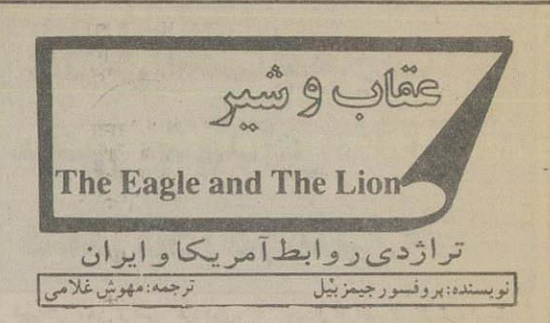 عقاب و شیر
The Eagle and The Lion
تراژدی روابط آمریکا و ایران
نویسنده: پروفسور جیمز بیل ترجمه: مهوش غلامی